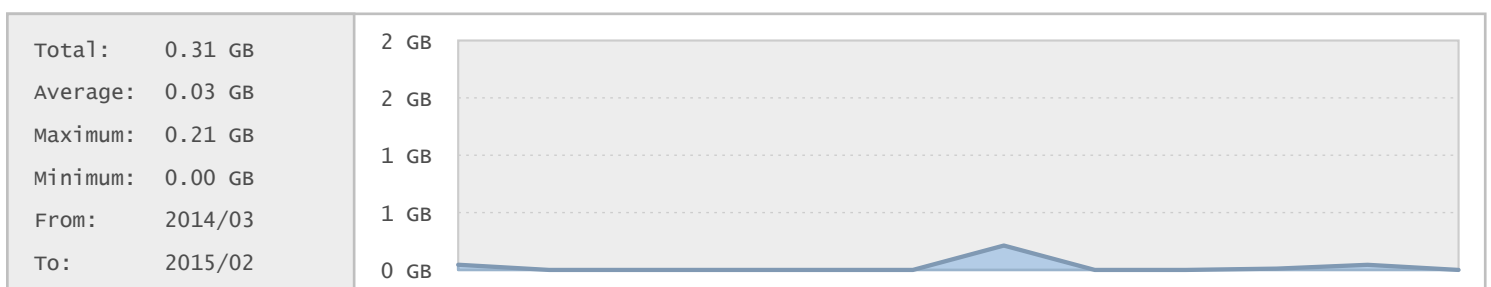 Total: 0.31 GB
Average: 0.03 GB
Maximum: 0.21 GB
Minimum: 0.00 GB
From: 2014/03
To: 2015/02
2 GB
2 GB
1 GB
1 GB
0 GB